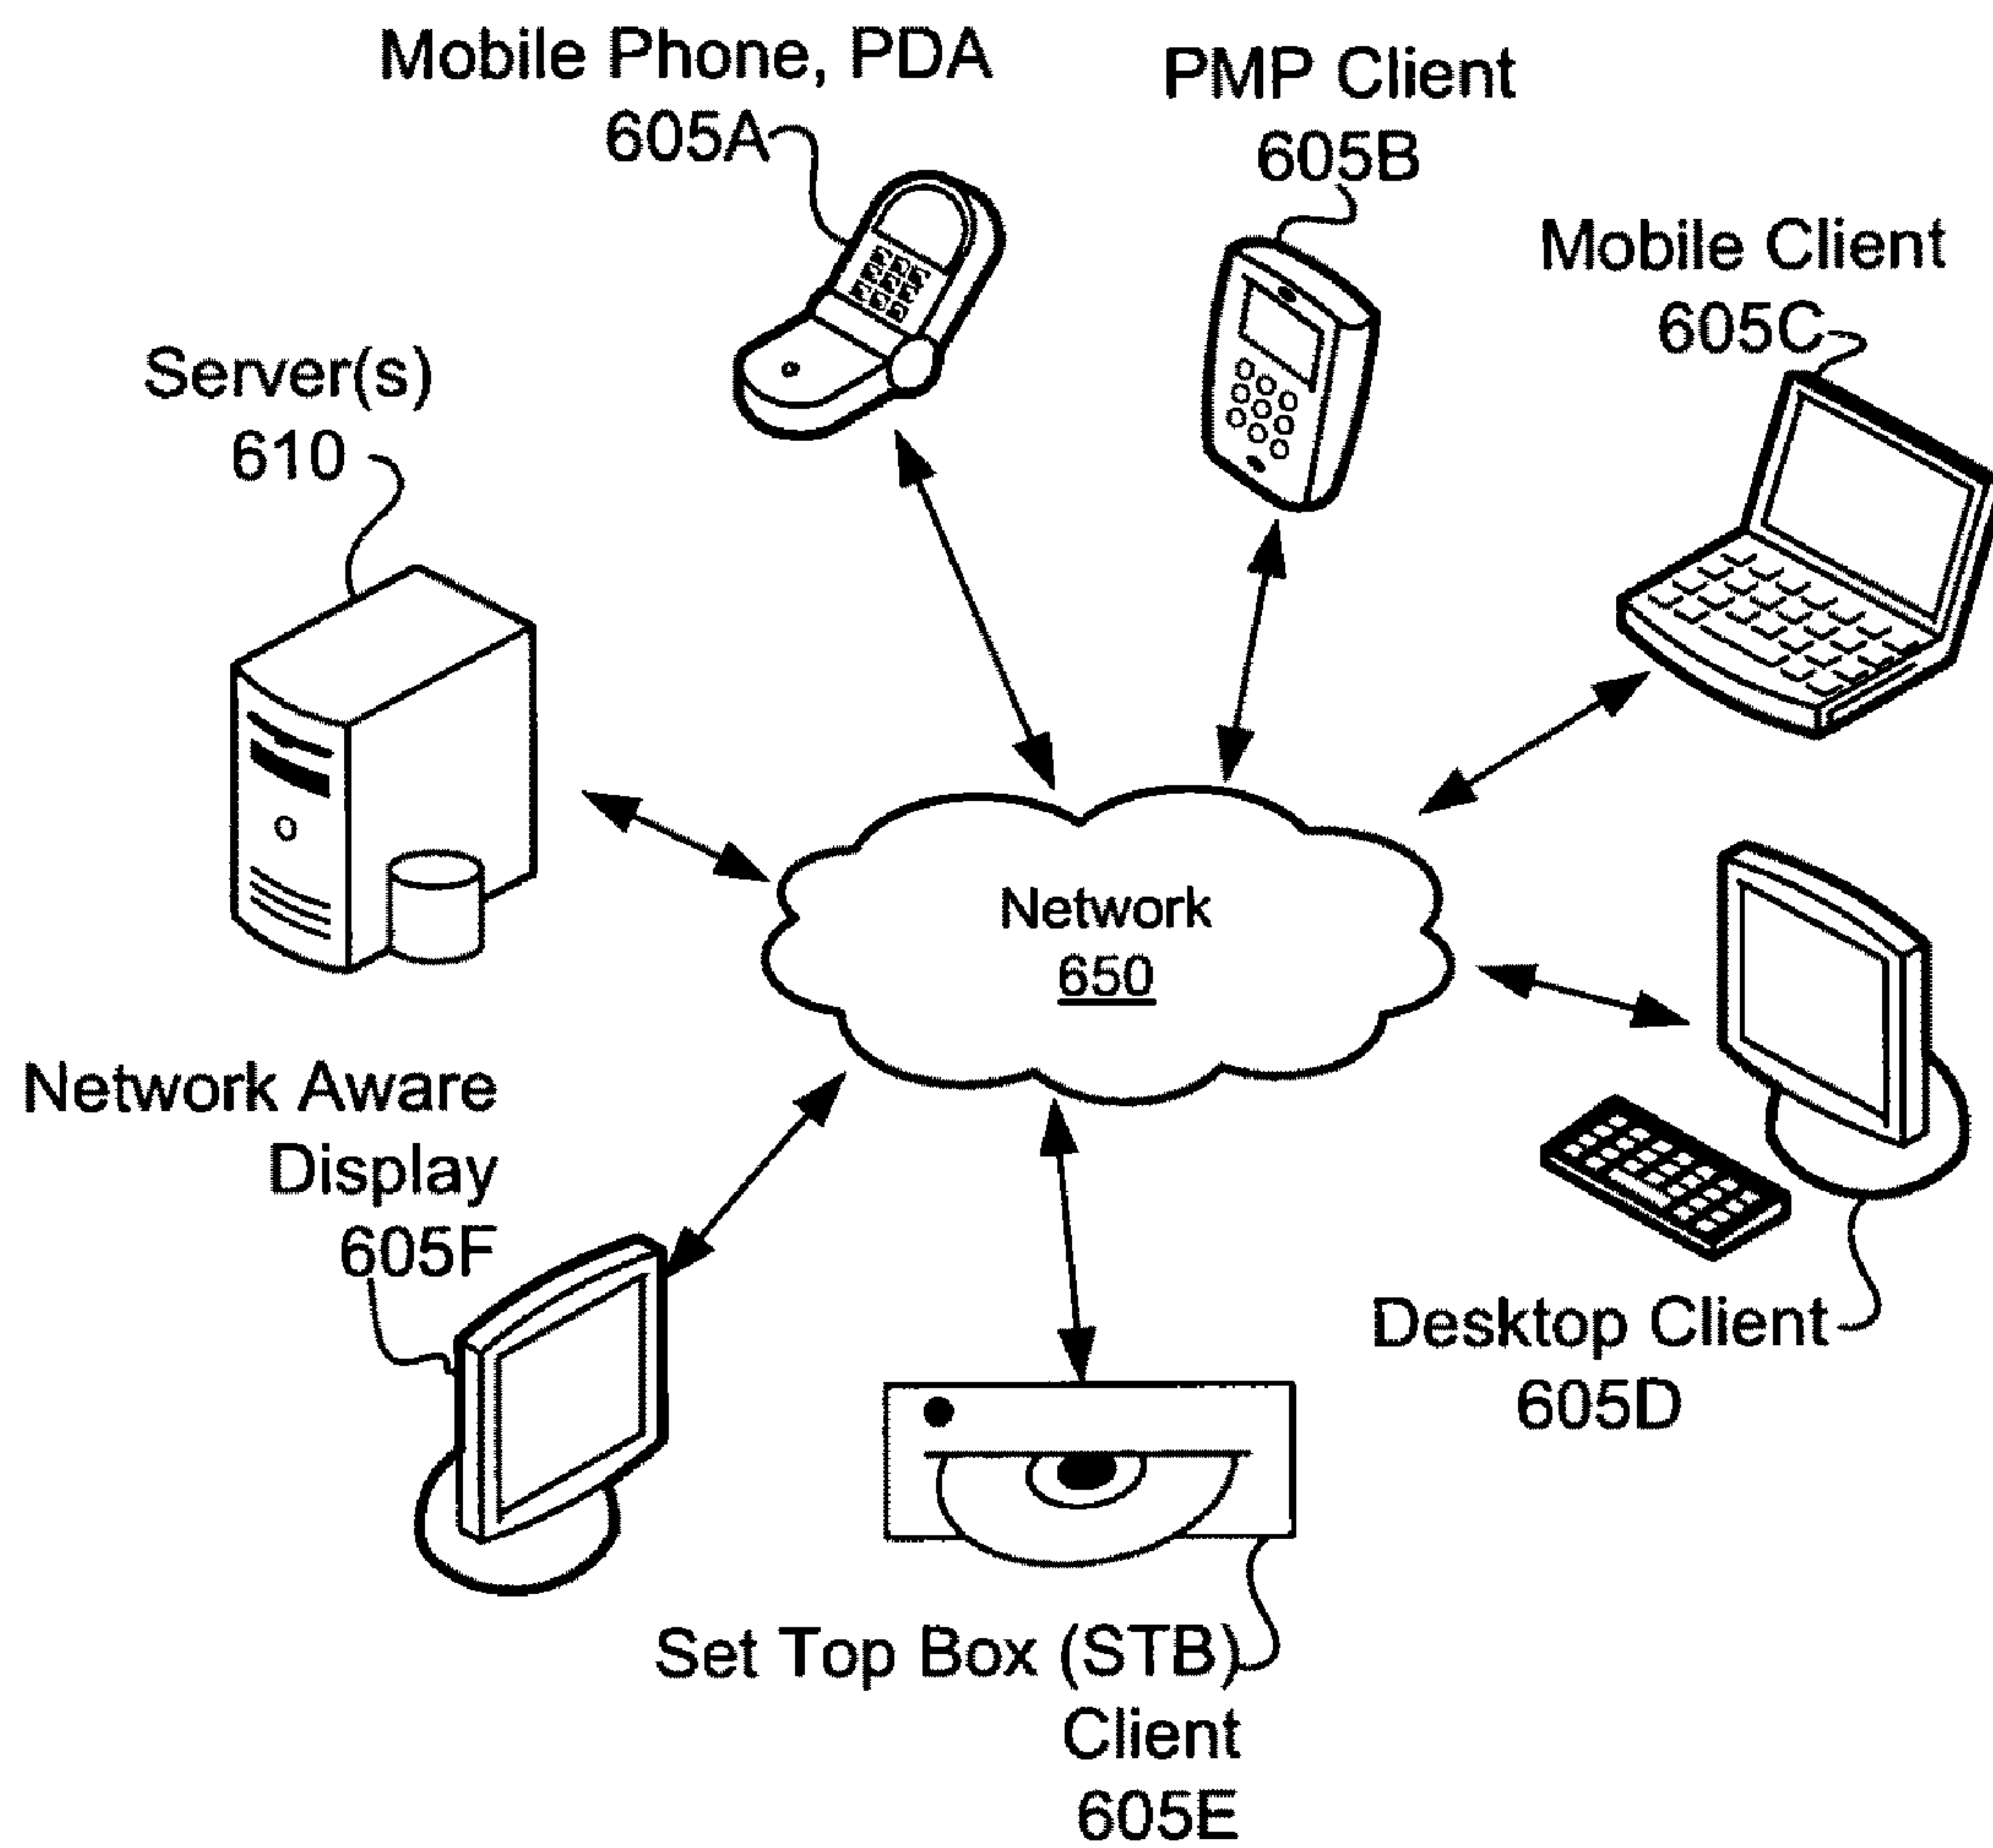 Mobile Phone, PDA
605A
PMP Client
605B
Mobile Client
605C
Server(s)
610
Network
650
Network Aware
Display
605F
Desktop Client
605D
Set Top Box (STB)
Client
605E